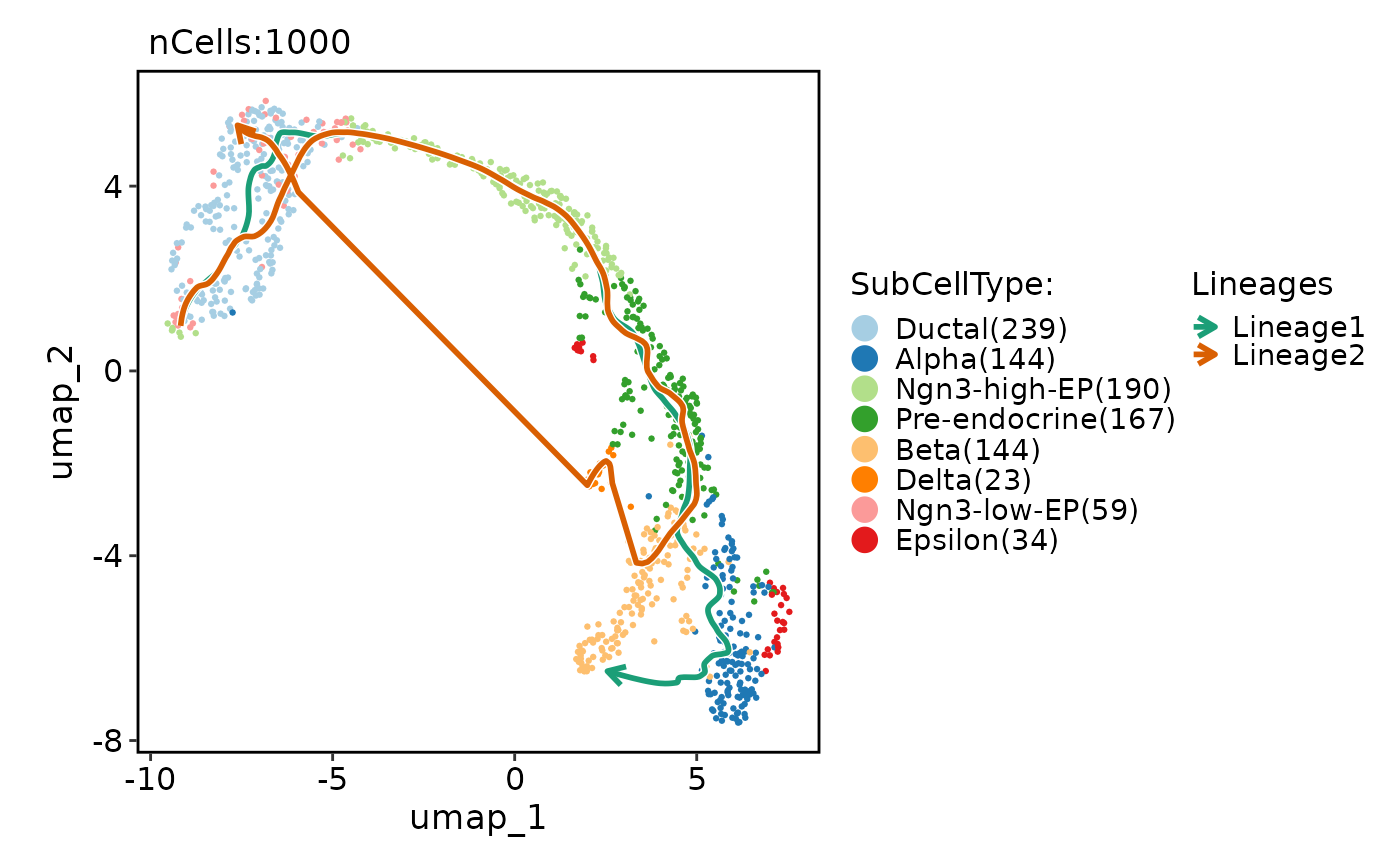 nCells:1000
4
0
-4
-8
umap_2
-10
-5
0
5
umap_1
SubCellType:
Ductal(239)
Alpha(144)
Ngn3-high-EP(190)
Pre-endocrine(167)
Beta(144)
Delta(23)
Ngn3-low-EP(59)
Epsilon(34)
Lineages
Lineage1
Lineage2